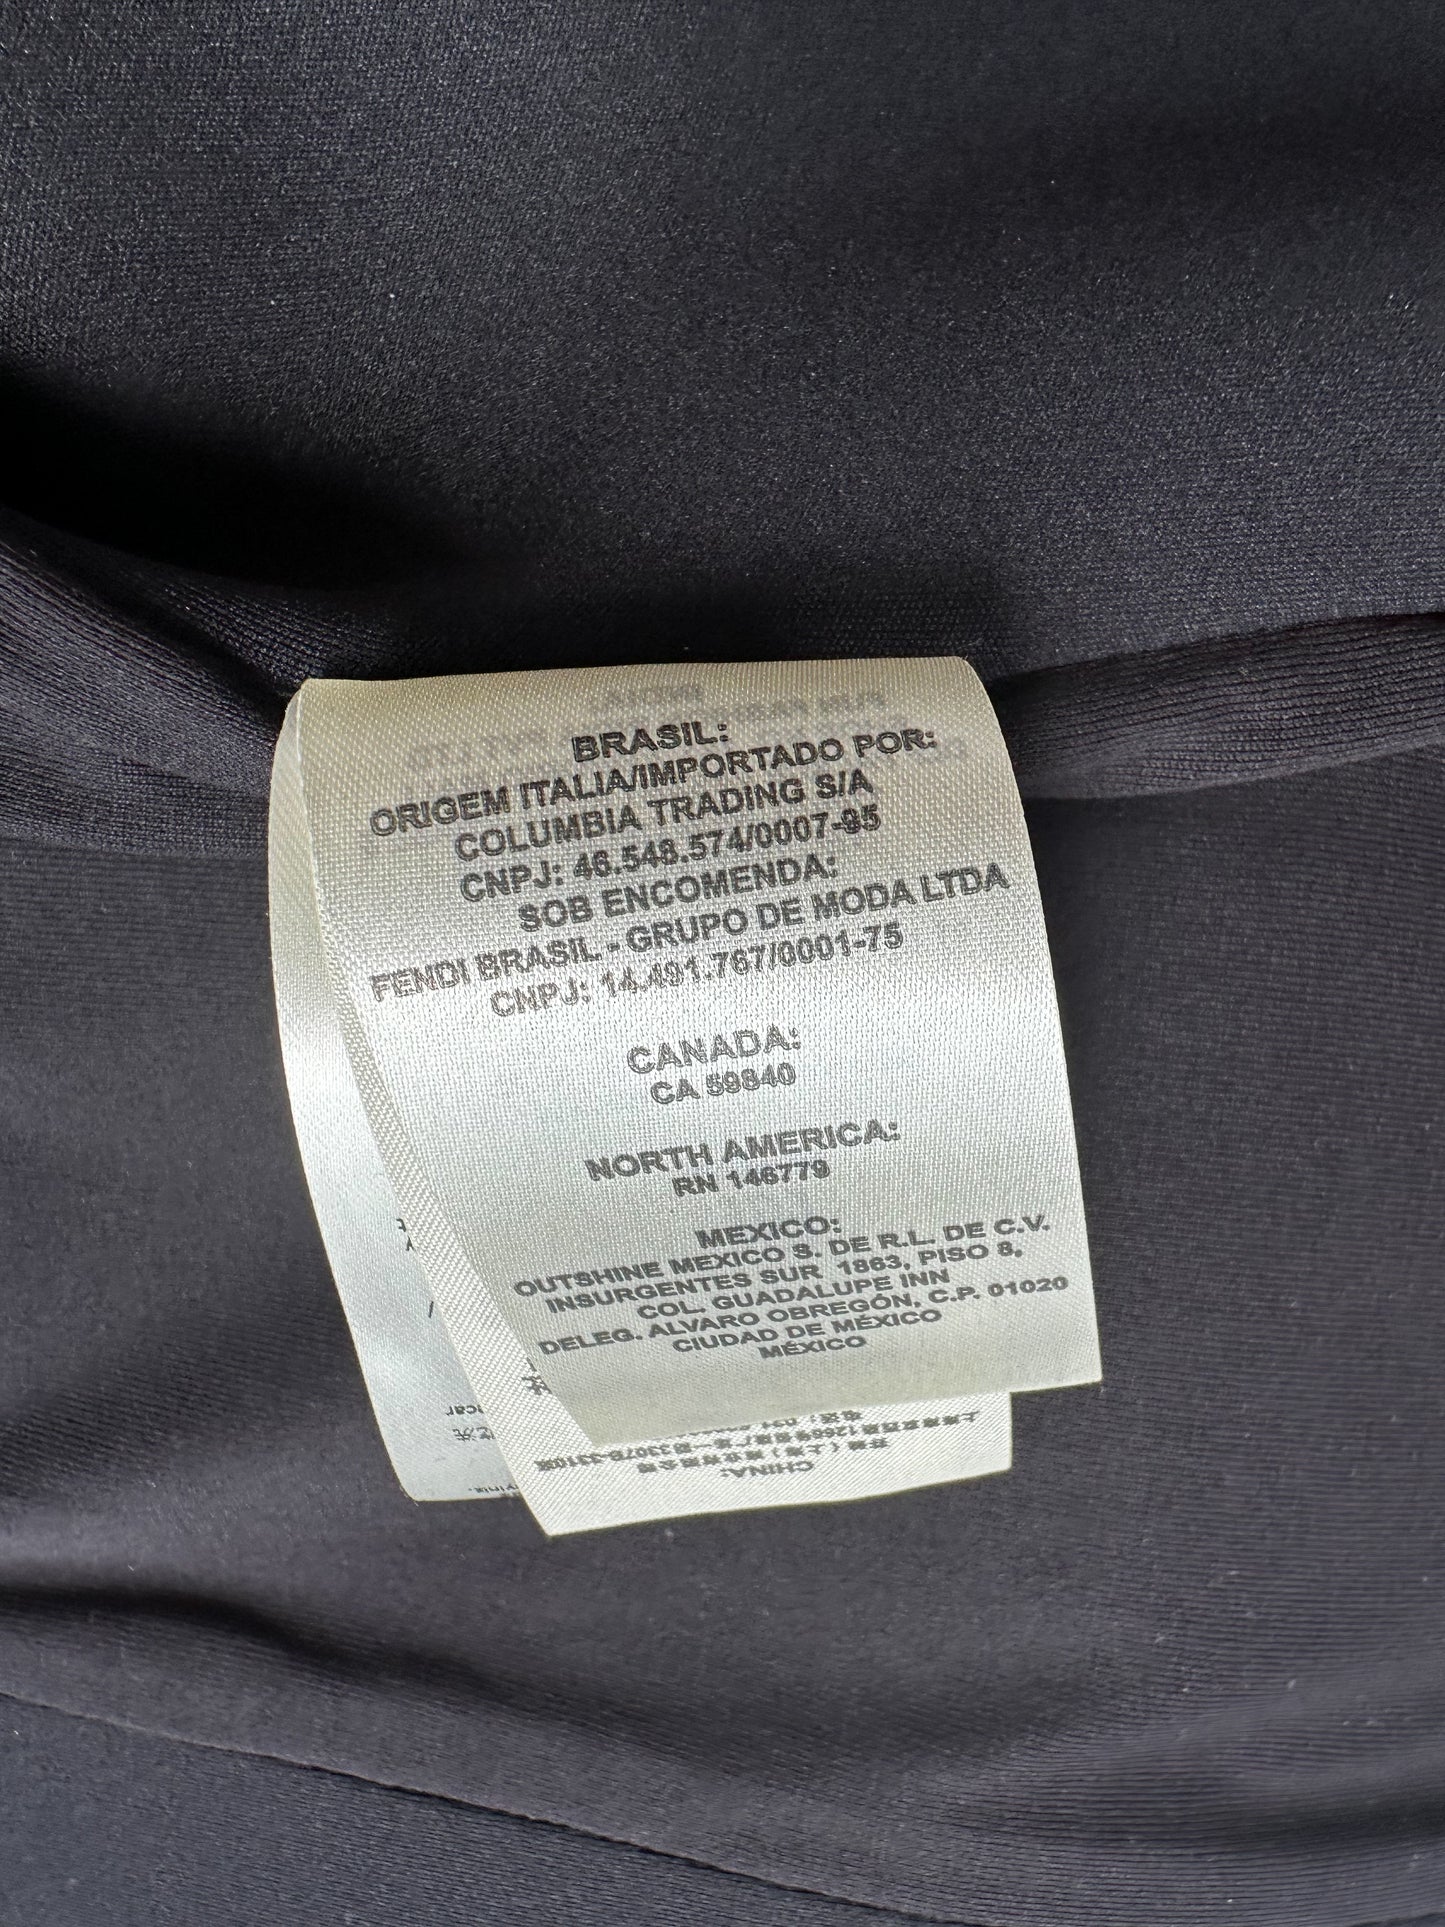 BRASIL:
ORIGEM ITALIA/IMPORTADO POR:
COLUMBIA TRADING S/A
CNPJ: 46.548.574/0007-95
SOB ENCOMENDA:
FENDI BRASIL - GRUPO DE MODA LTDA
CNPJ: 14.491.767/0001-75
CANADA:
CA 59840
NORTH AMERICA:
RN 146779
MEXICO:
OUTSHINE MEXICO S. DE R.L. DE C.V.
INSURGENTES SUR 1863, PISO 8,
COL. GUADALUPE INN
DELEG. ALVARO OBREGÓN, C.P. 01020
CIUDAD DE MÉXICO
MÉXICO
CHINA: